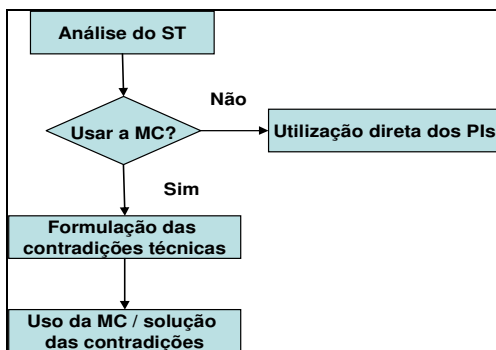 Análise do ST
Não
Usar a MC?
Utilização direta dos PIs
Sim
Formulação das
contradições técnicas
Uso da MC / solução
das contradições